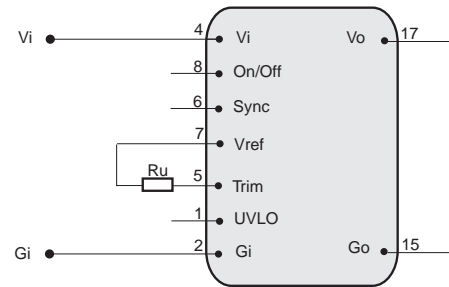 Vi 4 Vi Vo 17
8 On/Off
6 Sync
7 Vref
Ru 5 Trim
1 UVLO
Gi 2 Gi Go 15